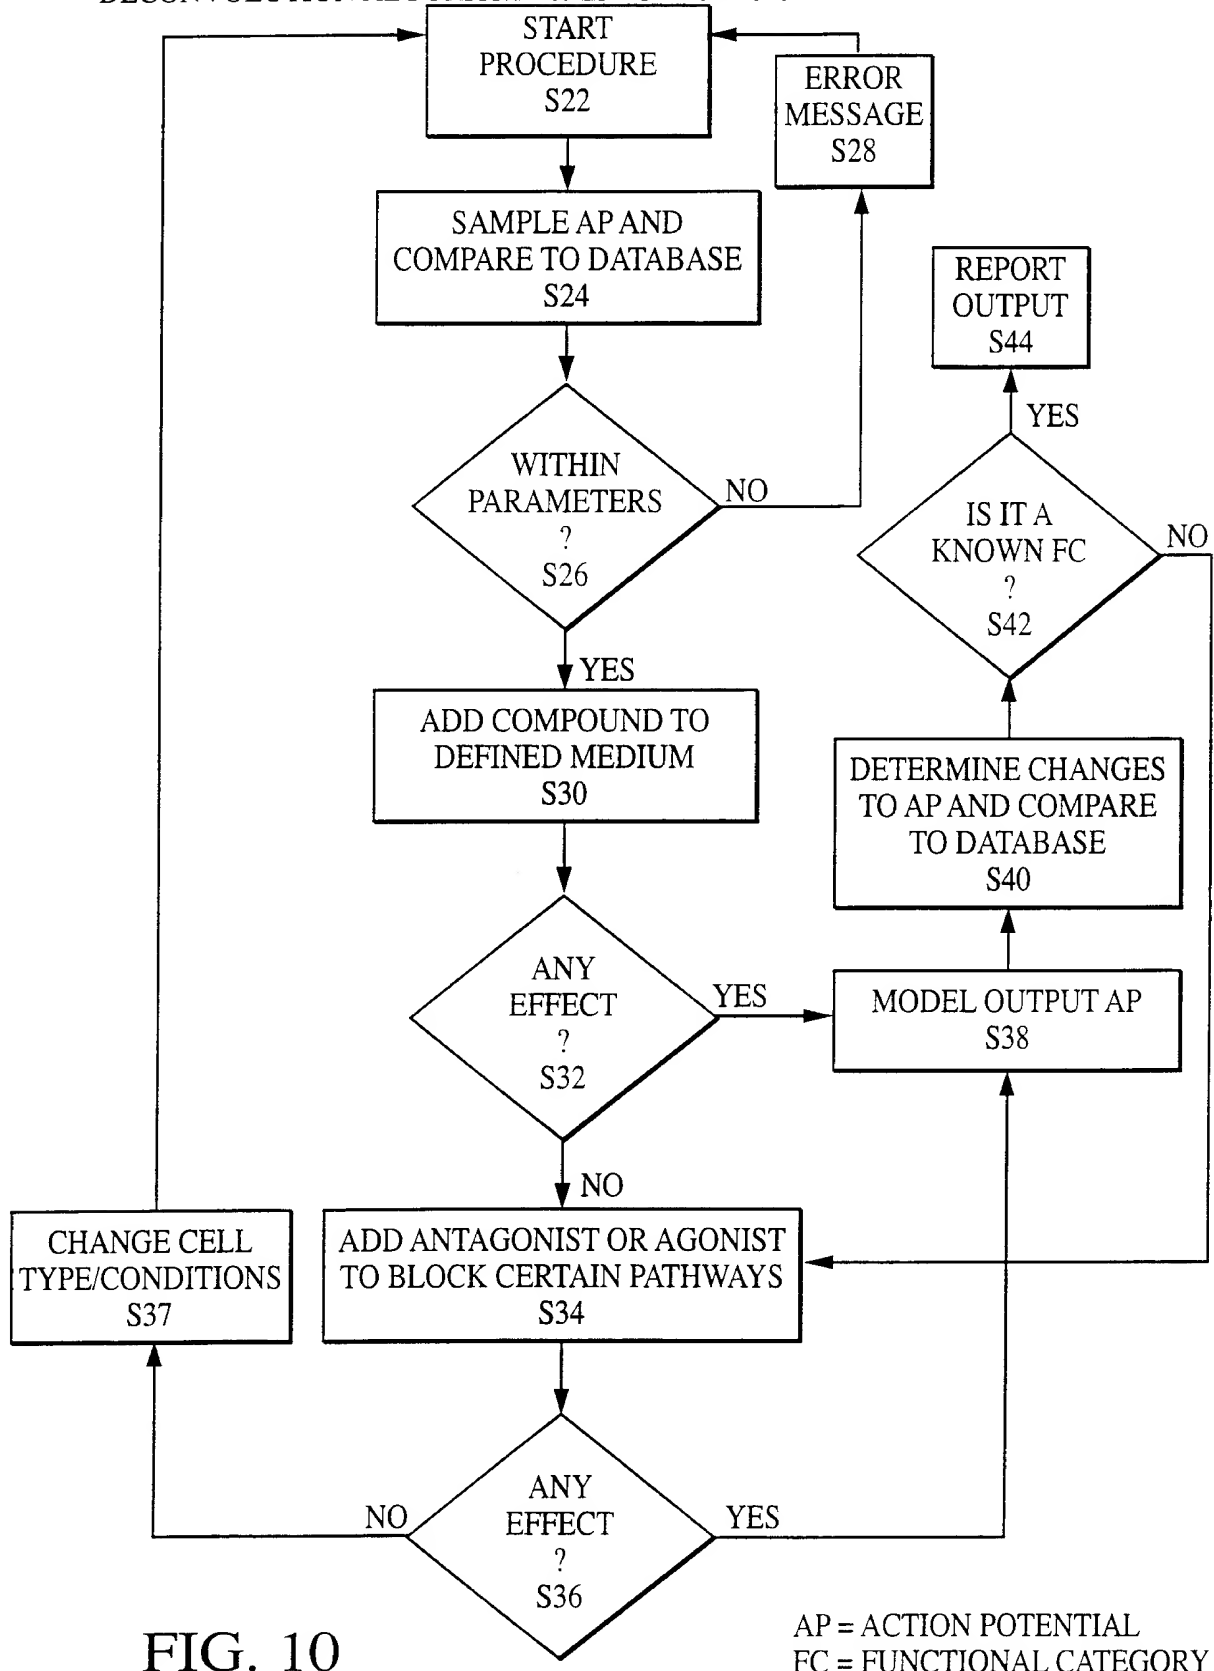 START
PROCEDURE
S22
ERROR
MESSAGE
S28
SAMPLE AP AND
COMPARE TO DATABASE
S24
REPORT
OUTPUT
S44
YES
WITHIN
PARAMETERS
?
S26
NO
IS IT A
KNOWN FC
?
S42
NO
YES
ADD COMPOUND TO
DEFINED MEDIUM
S30
DETERMINE CHANGES
TO AP AND COMPARE
TO DATABASE
S40
ANY
EFFECT
?
S32
YES
MODEL OUTPUT AP
S38
NO
CHANGE CELL
TYPE/CONDITIONS
S37
ADD ANTAGONIST OR AGONIST
TO BLOCK CERTAIN PATHWAYS
S34
NO
ANY
EFFECT
?
S36
YES
FIG. 10
AP = ACTION POTENTIAL
FC = FUNCTIONAL CATEGORY